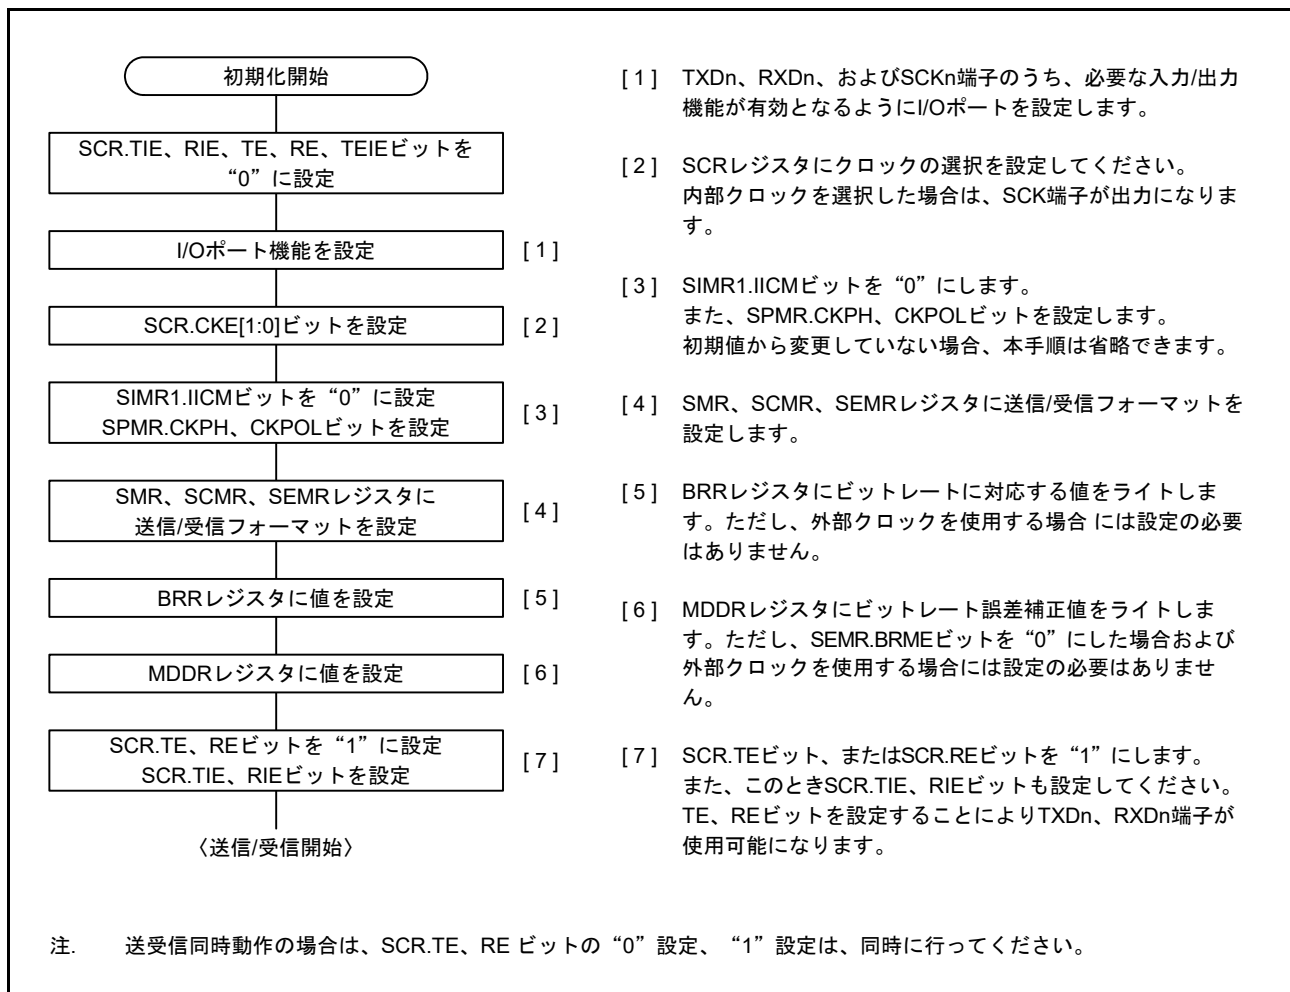 初期化開始
SCR.TIE、RIE、TE、RE、TEIEビットを
“0”に設定
I/Oポート機能を設定
[1]
SCR.CKE[1:0]ビットを設定
[2]
SIMR1.IICMビットを“0”に設定
SPMR.CKPH、CKPOLビットを設定
[3]
SMR、SCMR、SEMRレジスタに
送信/受信フォーマットを設定
[4]
BRRレジスタに値を設定
[5]
MDDRレジスタに値を設定
[6]
SCR.TE、REビットを“1”に設定
SCR.TIE、RIEビットを設定
[7]
〈送信/受信開始〉
[1] TXDn、RXDn、およびSCKn端子のうち、必要な入力/出力
機能が有効となるようにI/Oポートを設定します。
[2] SCRレジスタにクロックの選択を設定してください。
内部クロックを選択した場合は、SCK端子が出力になりま
す。
[3] SIMR1.IICMビットを“0”にします。
また、SPMR.CKPH、CKPOLビットを設定します。
初期値から変更していない場合、本手順は省略できます。
[4] SMR、SCMR、SEMRレジスタに送信/受信フォーマットを
設定します。
[5] BRRレジスタにビットレートに対応する値をライトしま
す。ただし、外部クロックを使用する場合 には設定の必要
はありません。
[6] MDDRレジスタにビットレート誤差補正値をライトしま
す。ただし、SEMR.BRMEビットを“0”にした場合および
外部クロックを使用する場合には設定の必要はありませ
ん。
[7] SCR.TEビット、またはSCR.REビットを“1”にします。
また、このときSCR.TIE、RIEビットも設定してください。
TE、REビットを設定することによりTXDn、RXDn端子が
使用可能になります。
注. 送受信同時動作の場合は、SCR.TE、RE ビットの“0”設定、“1”設定は、同時に行ってください。